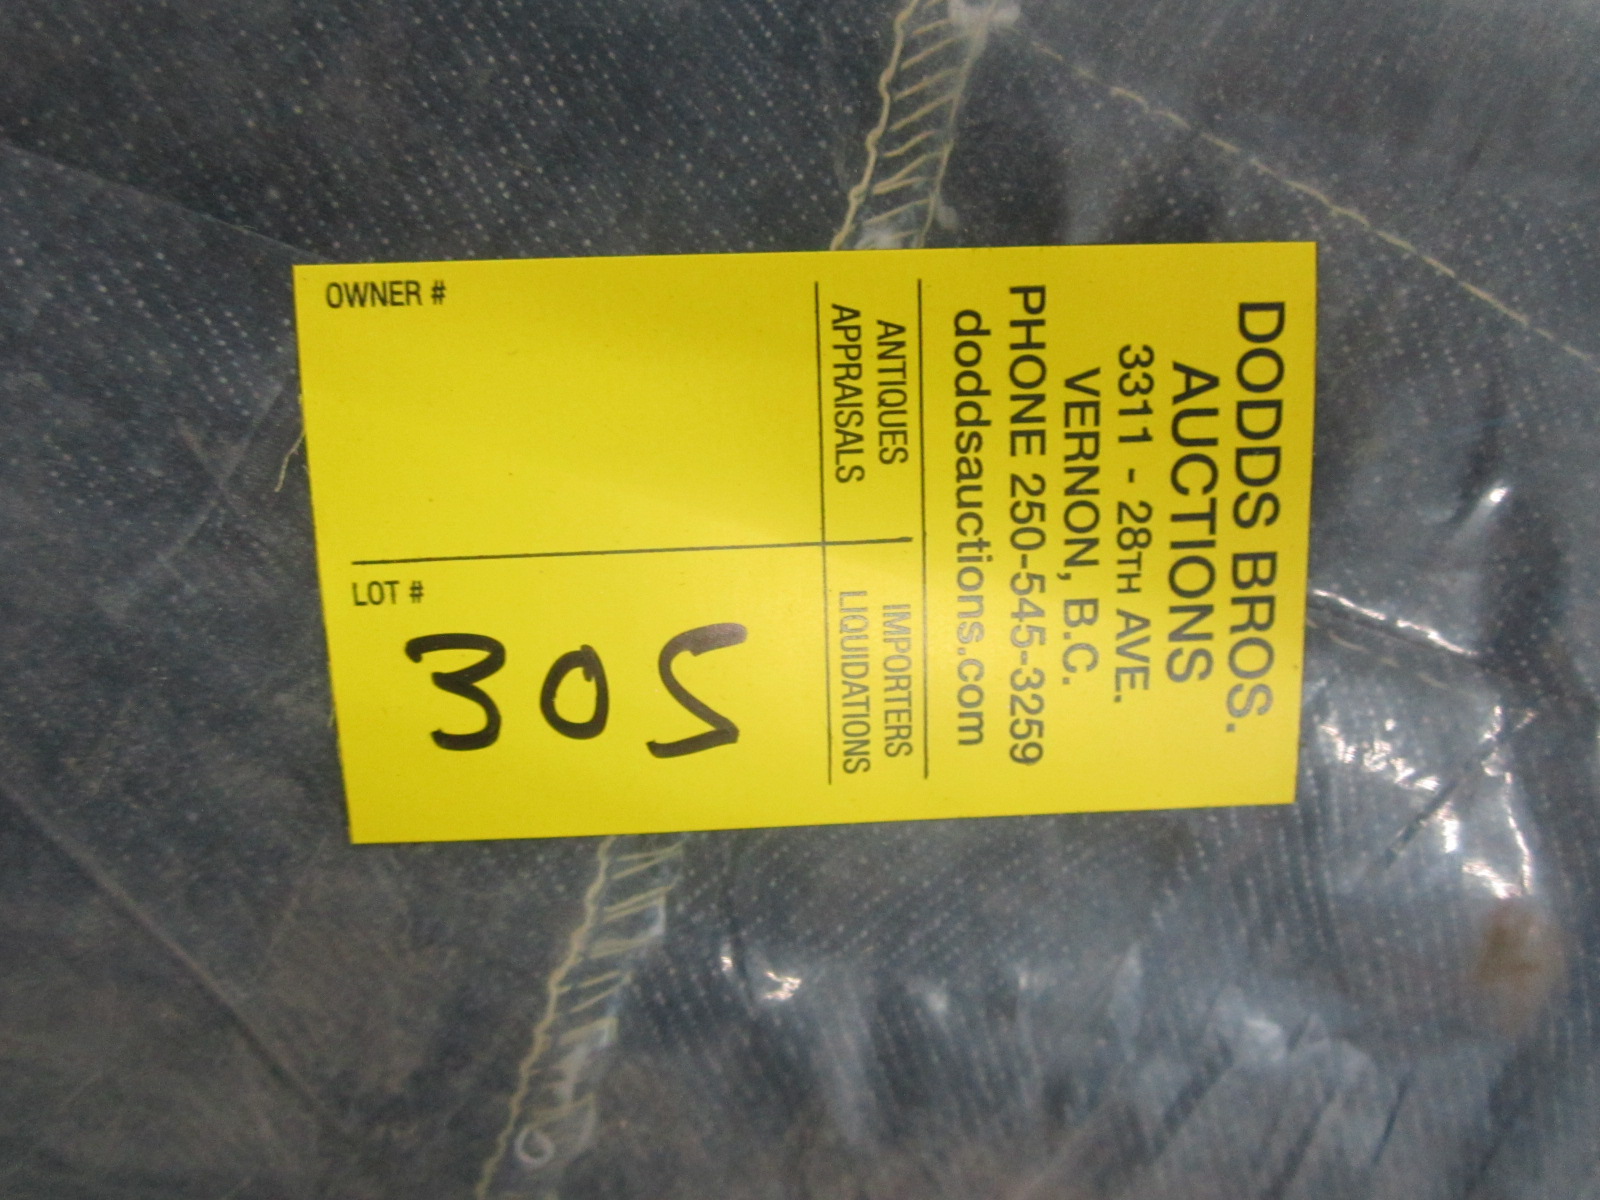 DODDS BROS.
AUCTIONS
3311 - 28TH AVE.
VERNON, B.C.
PHONE 250-545-3259
doddsauctions.com
ANTIQUES
APPRAISALS
IMPORTERS
LIQUIDATIONS
OWNER #
LOT #
305